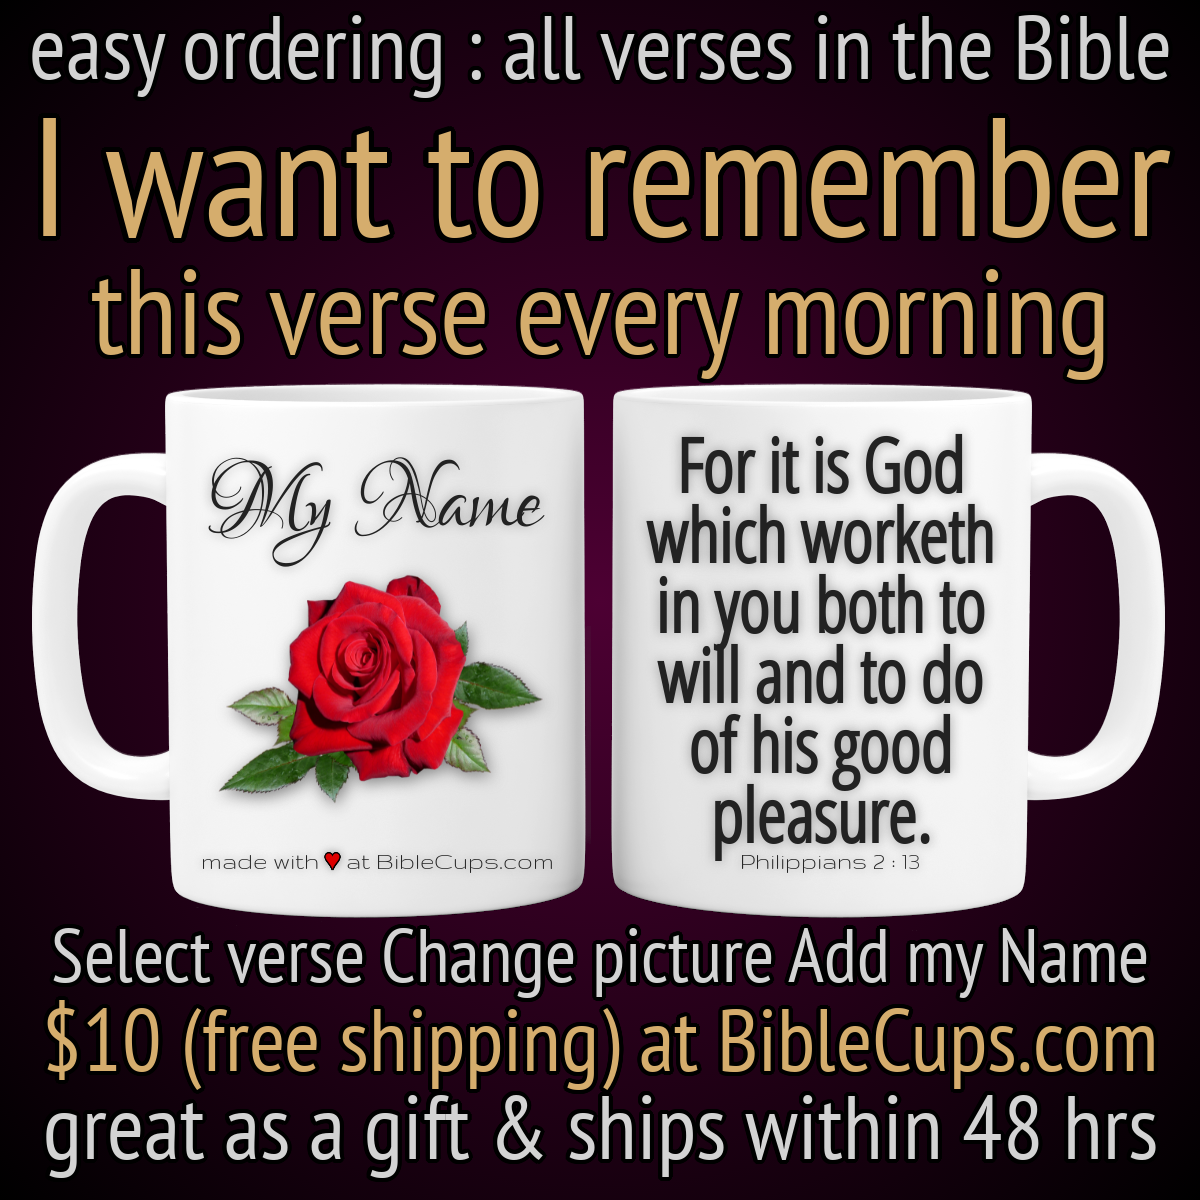 easy ordering : all verses in the Bible
I want to remember
this verse every morning
My Name
made with ♥ at BibleCups.com
For it is God
which worketh
in you both to
will and to do
of his good
pleasure.
Philippians 2 : 13
Select verse Change picture Add my Name
$10 (free shipping) at BibleCups.com
great as a gift & ships within 48 hrs